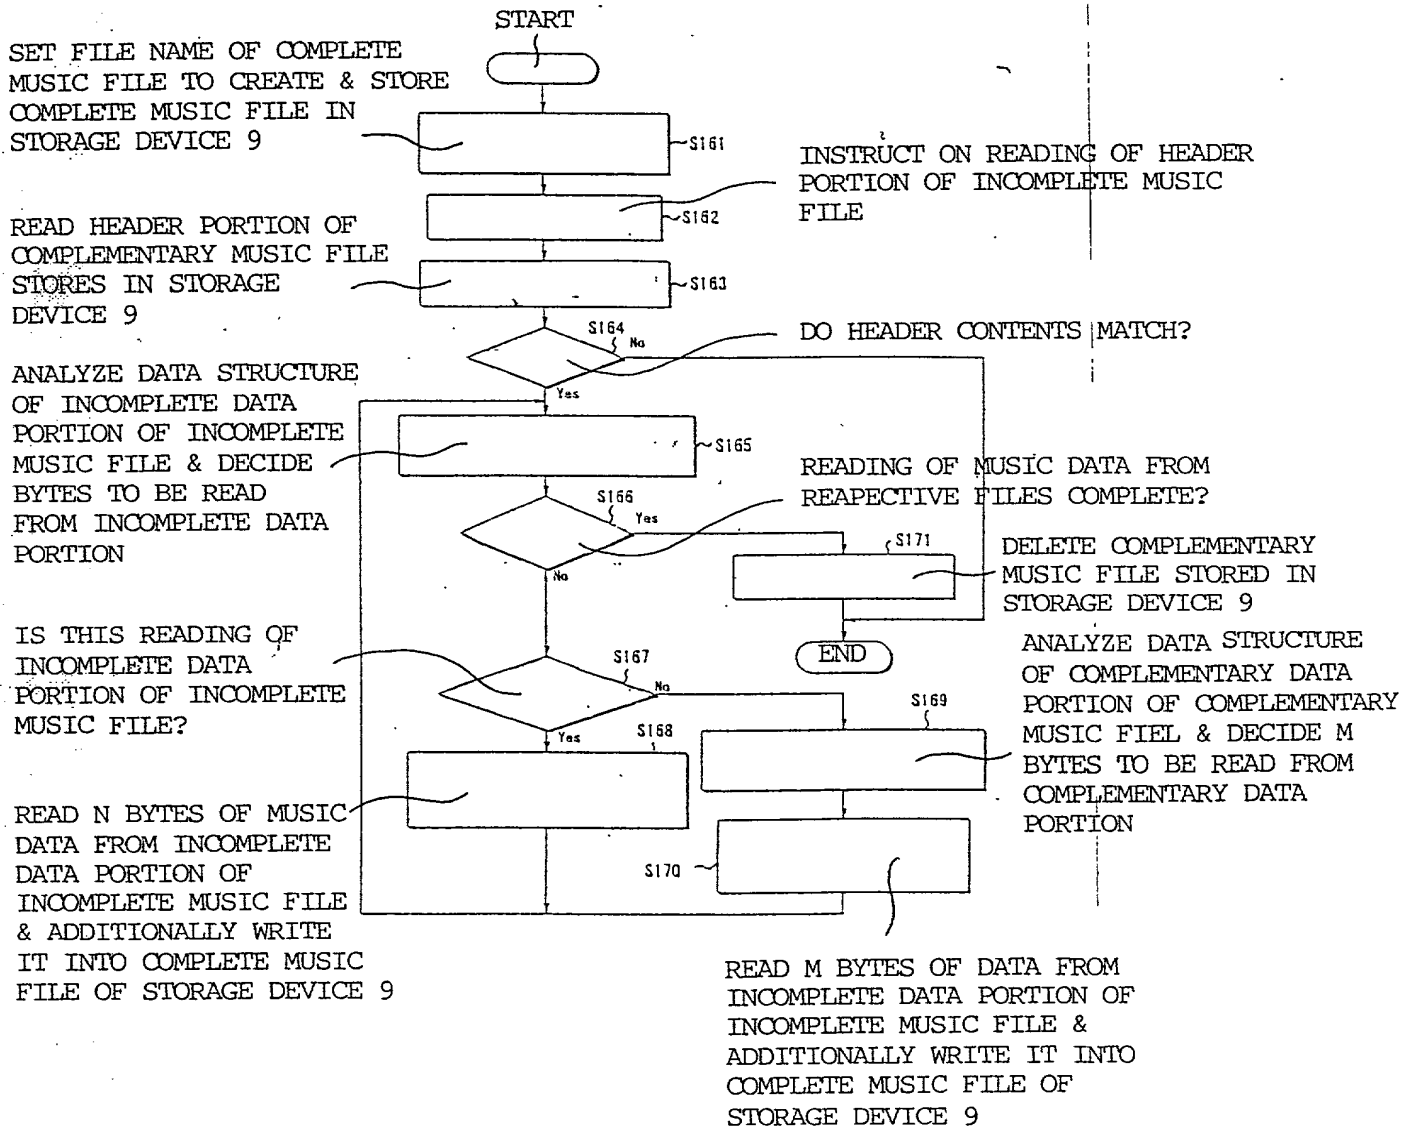 START
SET FILE NAME OF COMPLETE
MUSIC FILE TO CREATE & STORE
COMPLETE MUSIC FILE IN
STORAGE DEVICE 9
S161
INSTRUCT ON READING OF HEADER
PORTION OF INCOMPLETE MUSIC
FILE
S162
READ HEADER PORTION OF
COMPLEMENTARY MUSIC FILE
STORES IN STORAGE
DEVICE 9
S163
S164
No
DO HEADER CONTENTS MATCH?
Yes
ANALYZE DATA STRUCTURE
OF INCOMPLETE DATA
PORTION OF INCOMPLETE
MUSIC FILE & DECIDE
BYTES TO BE READ
FROM INCOMPLETE DATA
PORTION
S165
READING OF MUSIC DATA FROM
REAPECTIVE FILES COMPLETE?
S166
Yes
No
S171
DELETE COMPLEMENTARY
MUSIC FILE STORED IN
STORAGE DEVICE 9
END
IS THIS READING OF
INCOMPLETE DATA
PORTION OF INCOMPLETE
MUSIC FILE?
S167
No
Yes
S168
S169
ANALYZE DATA STRUCTURE
OF COMPLEMENTARY DATA
PORTION OF COMPLEMENTARY
MUSIC FIEL & DECIDE M
BYTES TO BE READ FROM
COMPLEMENTARY DATA
PORTION
READ N BYTES OF MUSIC
DATA FROM INCOMPLETE
DATA PORTION OF
INCOMPLETE MUSIC FILE
& ADDITIONALLY WRITE
IT INTO COMPLETE MUSIC
FILE OF STORAGE DEVICE 9
S170
READ M BYTES OF DATA FROM
INCOMPLETE DATA PORTION OF
INCOMPLETE MUSIC FILE &
ADDITIONALLY WRITE IT INTO
COMPLETE MUSIC FILE OF
STORAGE DEVICE 9